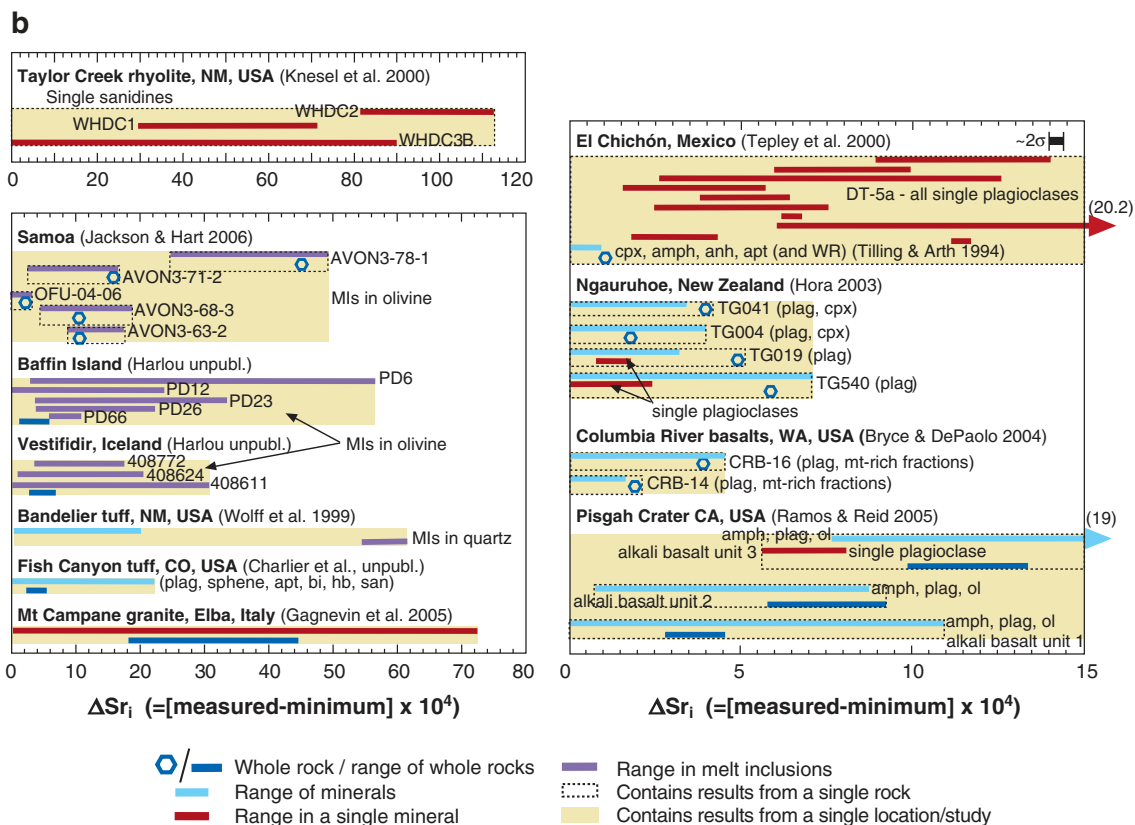 b
Taylor Creek rhyolite, NM, USA (Knesel et al. 2000)
Single sanidines
WHDC2
WHDC1
WHDC3B
0 20 40 60 80 100 120
Samoa (Jackson & Hart 2006)
AVON3-78-1
AVON3-71-2
OFU-04-06
MIs in olivine
AVON3-68-3
AVON3-63-2
Baffin Island (Harlou unpubl.)
PD6
PD12
PD23
PD26
PD66
MIs in olivine
Vestifidir, Iceland (Harlou unpubl.)
408772
408624
408611
Bandelier tuff, NM, USA (Wolff et al. 1999)
MIs in quartz
Fish Canyon tuff, CO, USA (Charlier et al., unpubl.)
(plag, sphene, apt, bi, hb, san)
Mt Campane granite, Elba, Italy (Gagnevin et al. 2005)
0 10 20 30 40 50 60 70 80
ΔSrᵢ (=[measured-minimum] x 10⁴)
El Chichón, Mexico (Tepley et al. 2000)
~2σ
DT-5a - all single plagioclases
(20.2)
cpx, amph, anh, apt (and WR) (Tilling & Arth 1994)
Ngauruhoe, New Zealand (Hora 2003)
TG041 (plag, cpx)
TG004 (plag, cpx)
TG019 (plag)
TG540 (plag)
single plagioclases
Columbia River basalts, WA, USA (Bryce & DePaolo 2004)
CRB-16 (plag, mt-rich fractions)
CRB-14 (plag, mt-rich fractions)
Pisgah Crater CA, USA (Ramos & Reid 2005)
(19)
amph, plag, ol
alkali basalt unit 3
single plagioclase
amph, plag, ol
alkali basalt unit 2
amph, plag, ol
alkali basalt unit 1
0 5 10 15
ΔSrᵢ (=[measured-minimum] x 10⁴)
/ Whole rock / range of whole rocks
Range of minerals
Range in a single mineral
Range in melt inclusions
Contains results from a single rock
Contains results from a single location/study